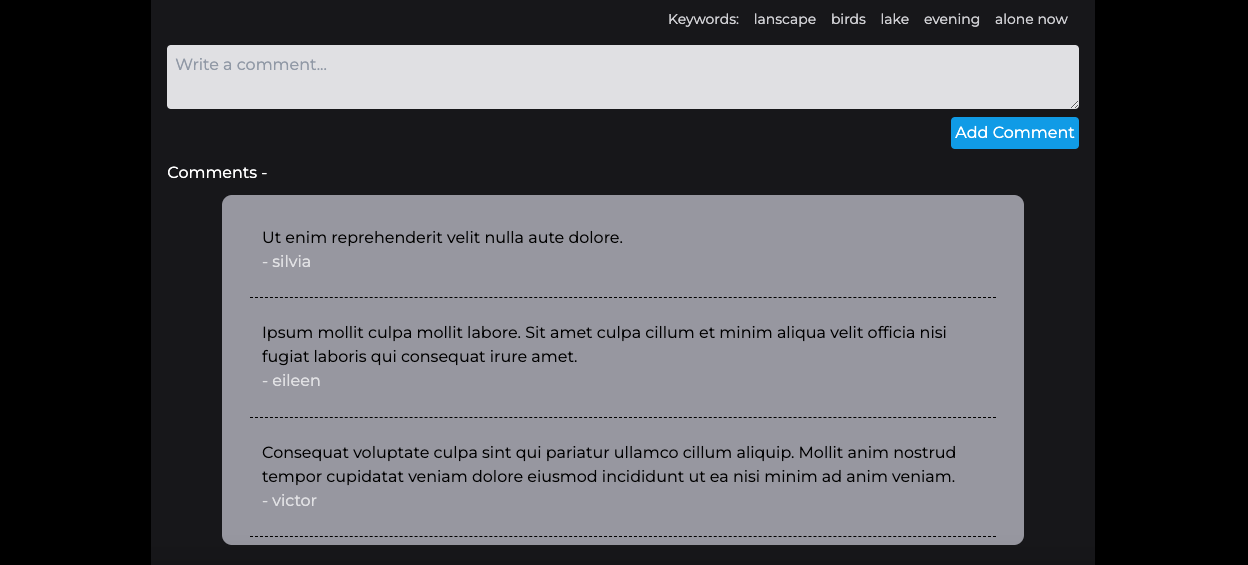 Keywords: lanscape birds lake evening alone now
Write a comment...
Add Comment
Comments -
Ut enim reprehenderit velit nulla aute dolore.
- silvia
Ipsum mollit culpa mollit labore. Sit amet culpa cillum et minim aliqua velit officia nisi
fugiat laboris qui consequat irure amet.
- eileen
Consequat voluptate culpa sint qui pariatur ullamco cillum aliquip. Mollit anim nostrud
tempor cupidatat veniam dolore eiusmod incididunt ut ea nisi minim ad anim veniam.
- victor